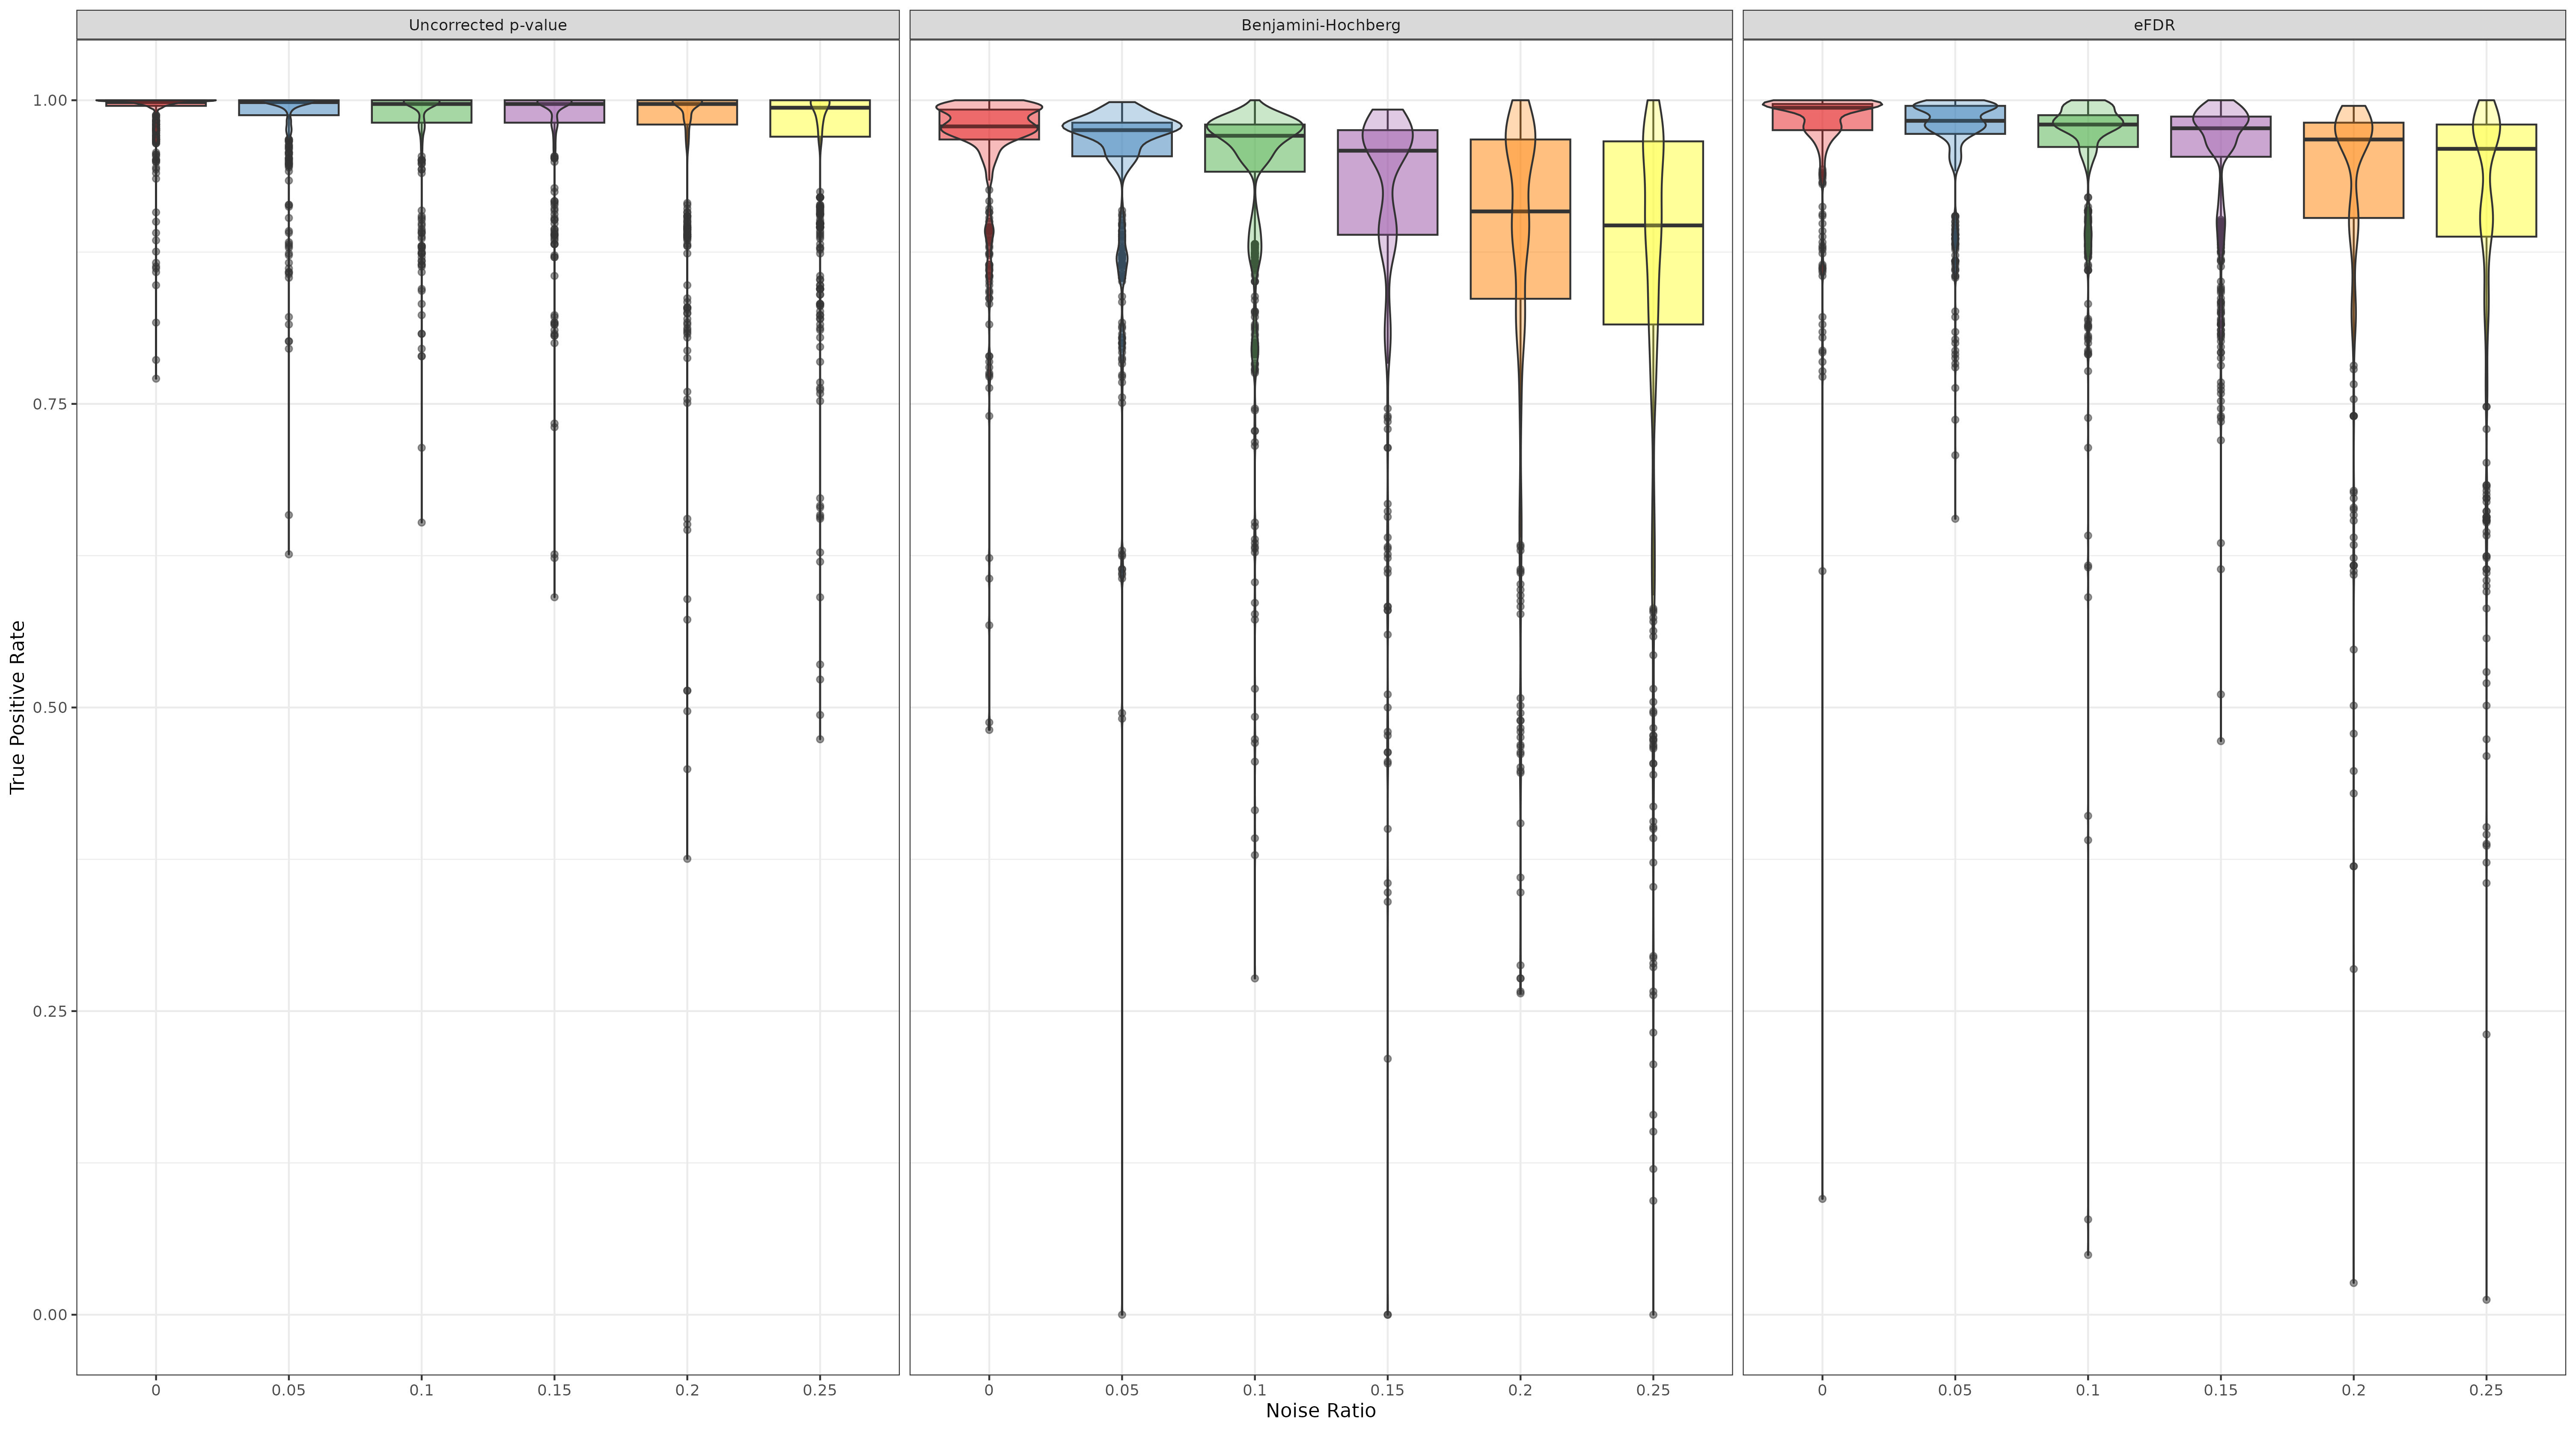 Uncorrected p-value Benjamini-Hochberg eFDR
True Positive Rate
1.00
0.75
0.50
0.25
0.00
0 0.05 0.1 0.15 0.2 0.25 0 0.05 0.1 0.15 0.2 0.25 0 0.05 0.1 0.15 0.2 0.25
Noise Ratio